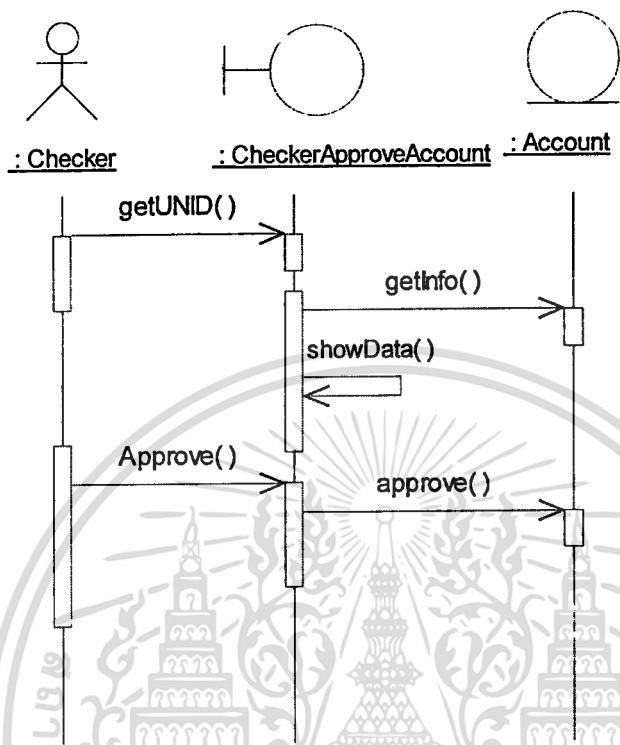 : Checker
: CheckerApproveAccount
: Account
getUNID( )
getInfo( )
showData( )
Approve( )
approve( )